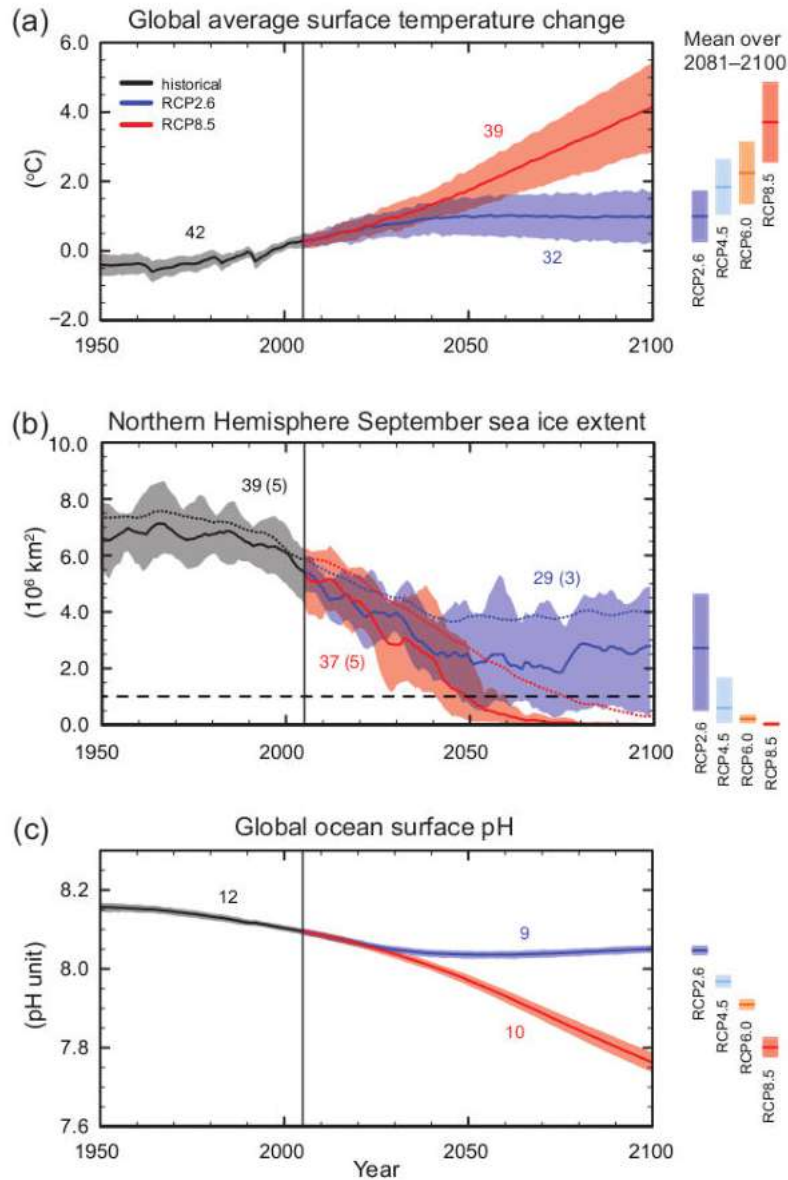 (a) Global average surface temperature change
Mean over
2081–2100
6.0
4.0
2.0
0.0
−2.0
(°C)
historical
RCP2.6
RCP8.5
42
39
32
1950 2000 2050 2100
RCP2.6
RCP4.5
RCP6.0
RCP8.5
(b) Northern Hemisphere September sea ice extent
10.0
8.0
6.0
4.0
2.0
0.0
(10⁶ km²)
39 (5)
29 (3)
37 (5)
1950 2000 2050 2100
RCP2.6
RCP4.5
RCP6.0
RCP8.5
(c) Global ocean surface pH
8.2
8.0
7.8
7.6
(pH unit)
12
9
10
1950 2000 2050 2100
Year
RCP2.6
RCP4.5
RCP6.0
RCP8.5